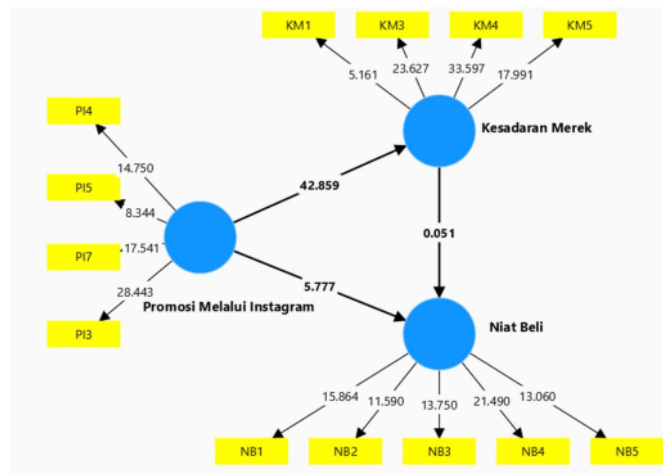 KM1 KM3 KM4 KM5
5.161 23.627 33.597 17.991
Kesadaran Merek
PI4
14.750
PI5
8.344
PI7
17.541
28.443
PI3
42.859
0.051
5.777
Promosi Melalui Instagram
Niat Beli
15.864 11.590 13.750 21.490 13.060
NB1 NB2 NB3 NB4 NB5